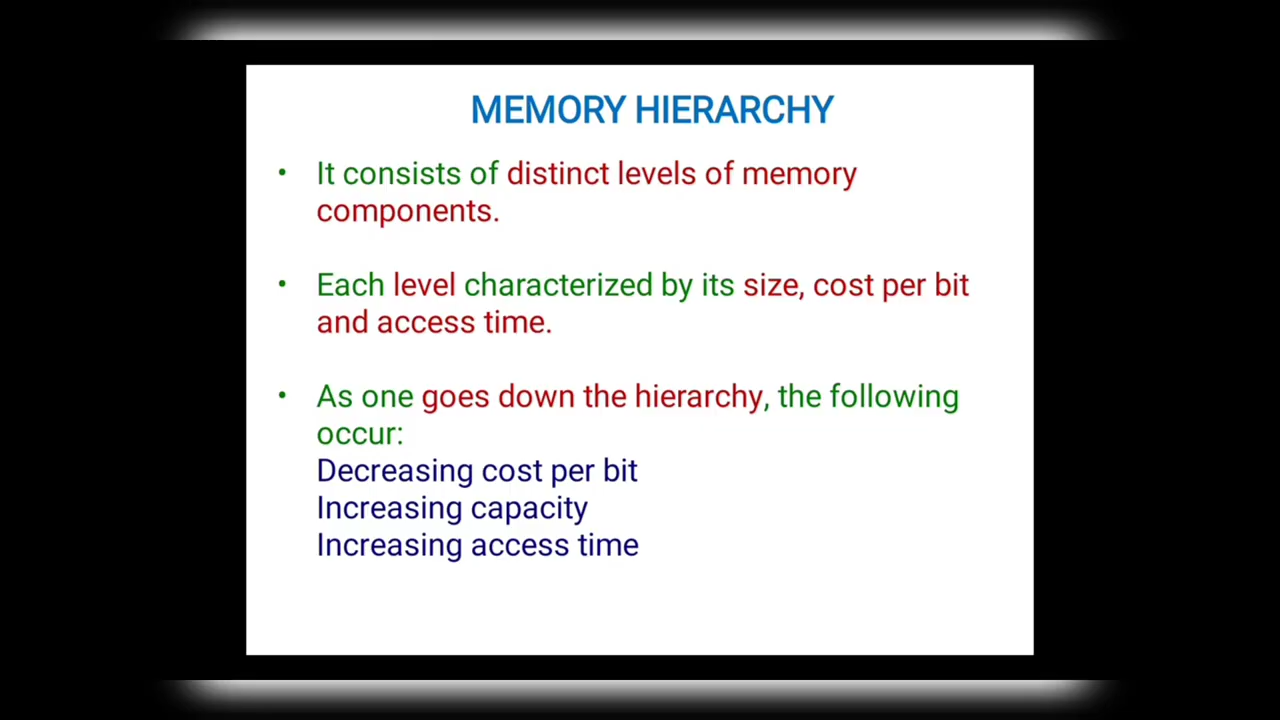 MEMORY HIERARCHY
• It consists of distinct levels of memory
components.
• Each level characterized by its size, cost per bit
and access time.
• As one goes down the hierarchy, the following
occur:
Decreasing cost per bit
Increasing capacity
Increasing access time